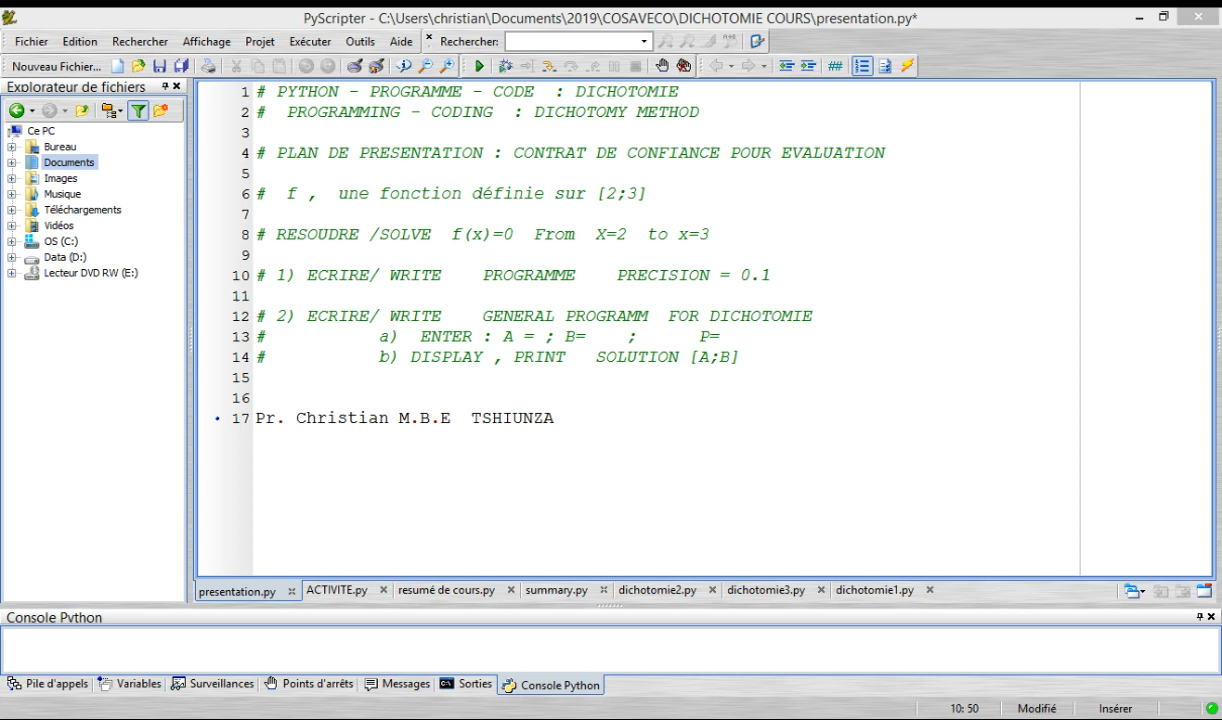 PyScripter - C:\Users\christian\Documents\2019\COSAVECO\DICHOTOMIE COURS\presentation.py*
Fichier Edition Rechercher Affichage Projet Exécuter Outils Aide Rechercher:
Nouveau Fichier...
Explorateur de fichiers
Ce PC
Bureau
Documents
Images
Musique
Téléchargements
Vidéos
OS (C:)
Data (D:)
Lecteur DVD RW (E:)
1 # PYTHON - PROGRAMME - CODE : DICHOTOMIE
2 # PROGRAMMING - CODING : DICHOTOMY METHOD
3
4 # PLAN DE PRESENTATION : CONTRAT DE CONFIANCE POUR EVALUATION
5
6 # f , une fonction définie sur [2;3]
7
8 # RESOUDRE /SOLVE f(x)=0 From X=2 to x=3
9
10 # 1) ECRIRE/ WRITE PROGRAMME PRECISION = 0.1
11
12 # 2) ECRIRE/ WRITE GENERAL PROGRAMM FOR DICHOTOMIE
13 # a) ENTER : A = ; B= ; P=
14 # b) DISPLAY , PRINT SOLUTION [A;B]
15
16
17 Pr. Christian M.B.E TSHIUNZA
presentation.py ACTIVITE.py resumé de cours.py summary.py dichotomie2.py dichotomie3.py dichotomie1.py
Console Python
Pile d'appels Variables Surveillances Points d'arrêts Messages Sorties Console Python
10: 50 Modifié Insérer